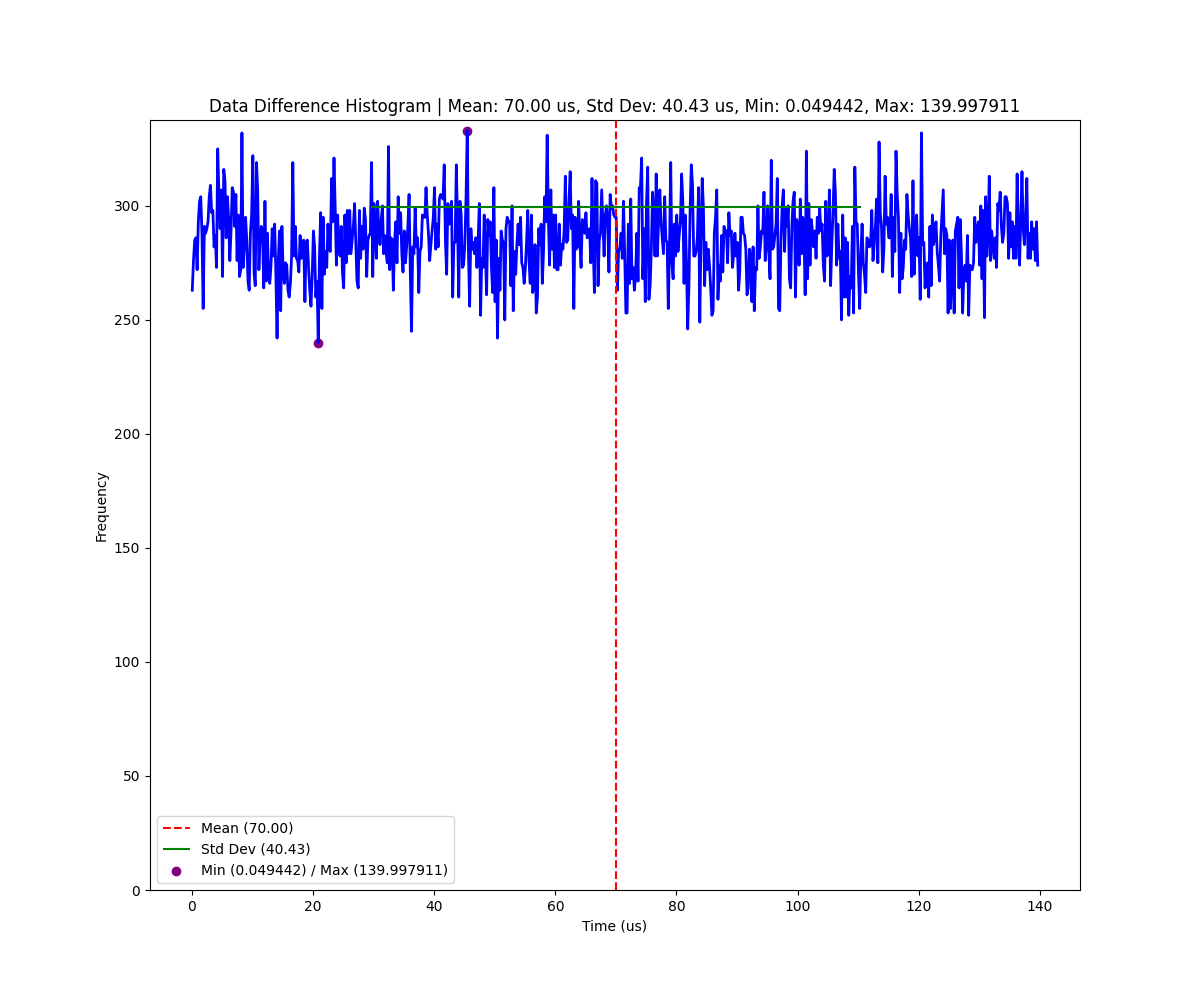 Data Difference Histogram | Mean: 70.00 us, Std Dev: 40.43 us, Min: 0.049442, Max: 139.997911
Frequency
300
250
200
150
100
50
0
Mean (70.00)
Std Dev (40.43)
Min (0.049442) / Max (139.997911)
0 20 40 60 80 100 120 140
Time (us)